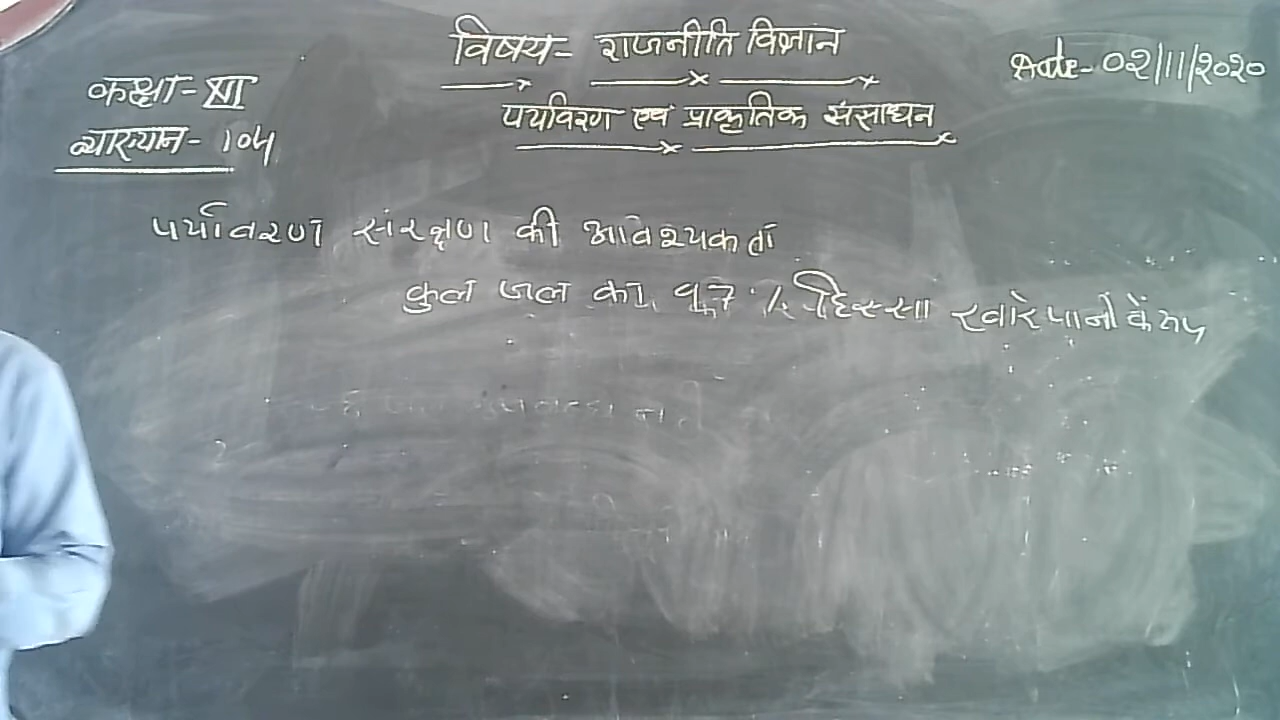 विषय- राजनीति विज्ञान
Date- 02/11/2020
कक्षा- XII
पर्यावरण एवं प्राकृतिक संसाधन
व्याख्यान- 104
पर्यावरण संरक्षण की आवश्यकता
कुल जल का 97% हिस्सा खारे पानी के रूप